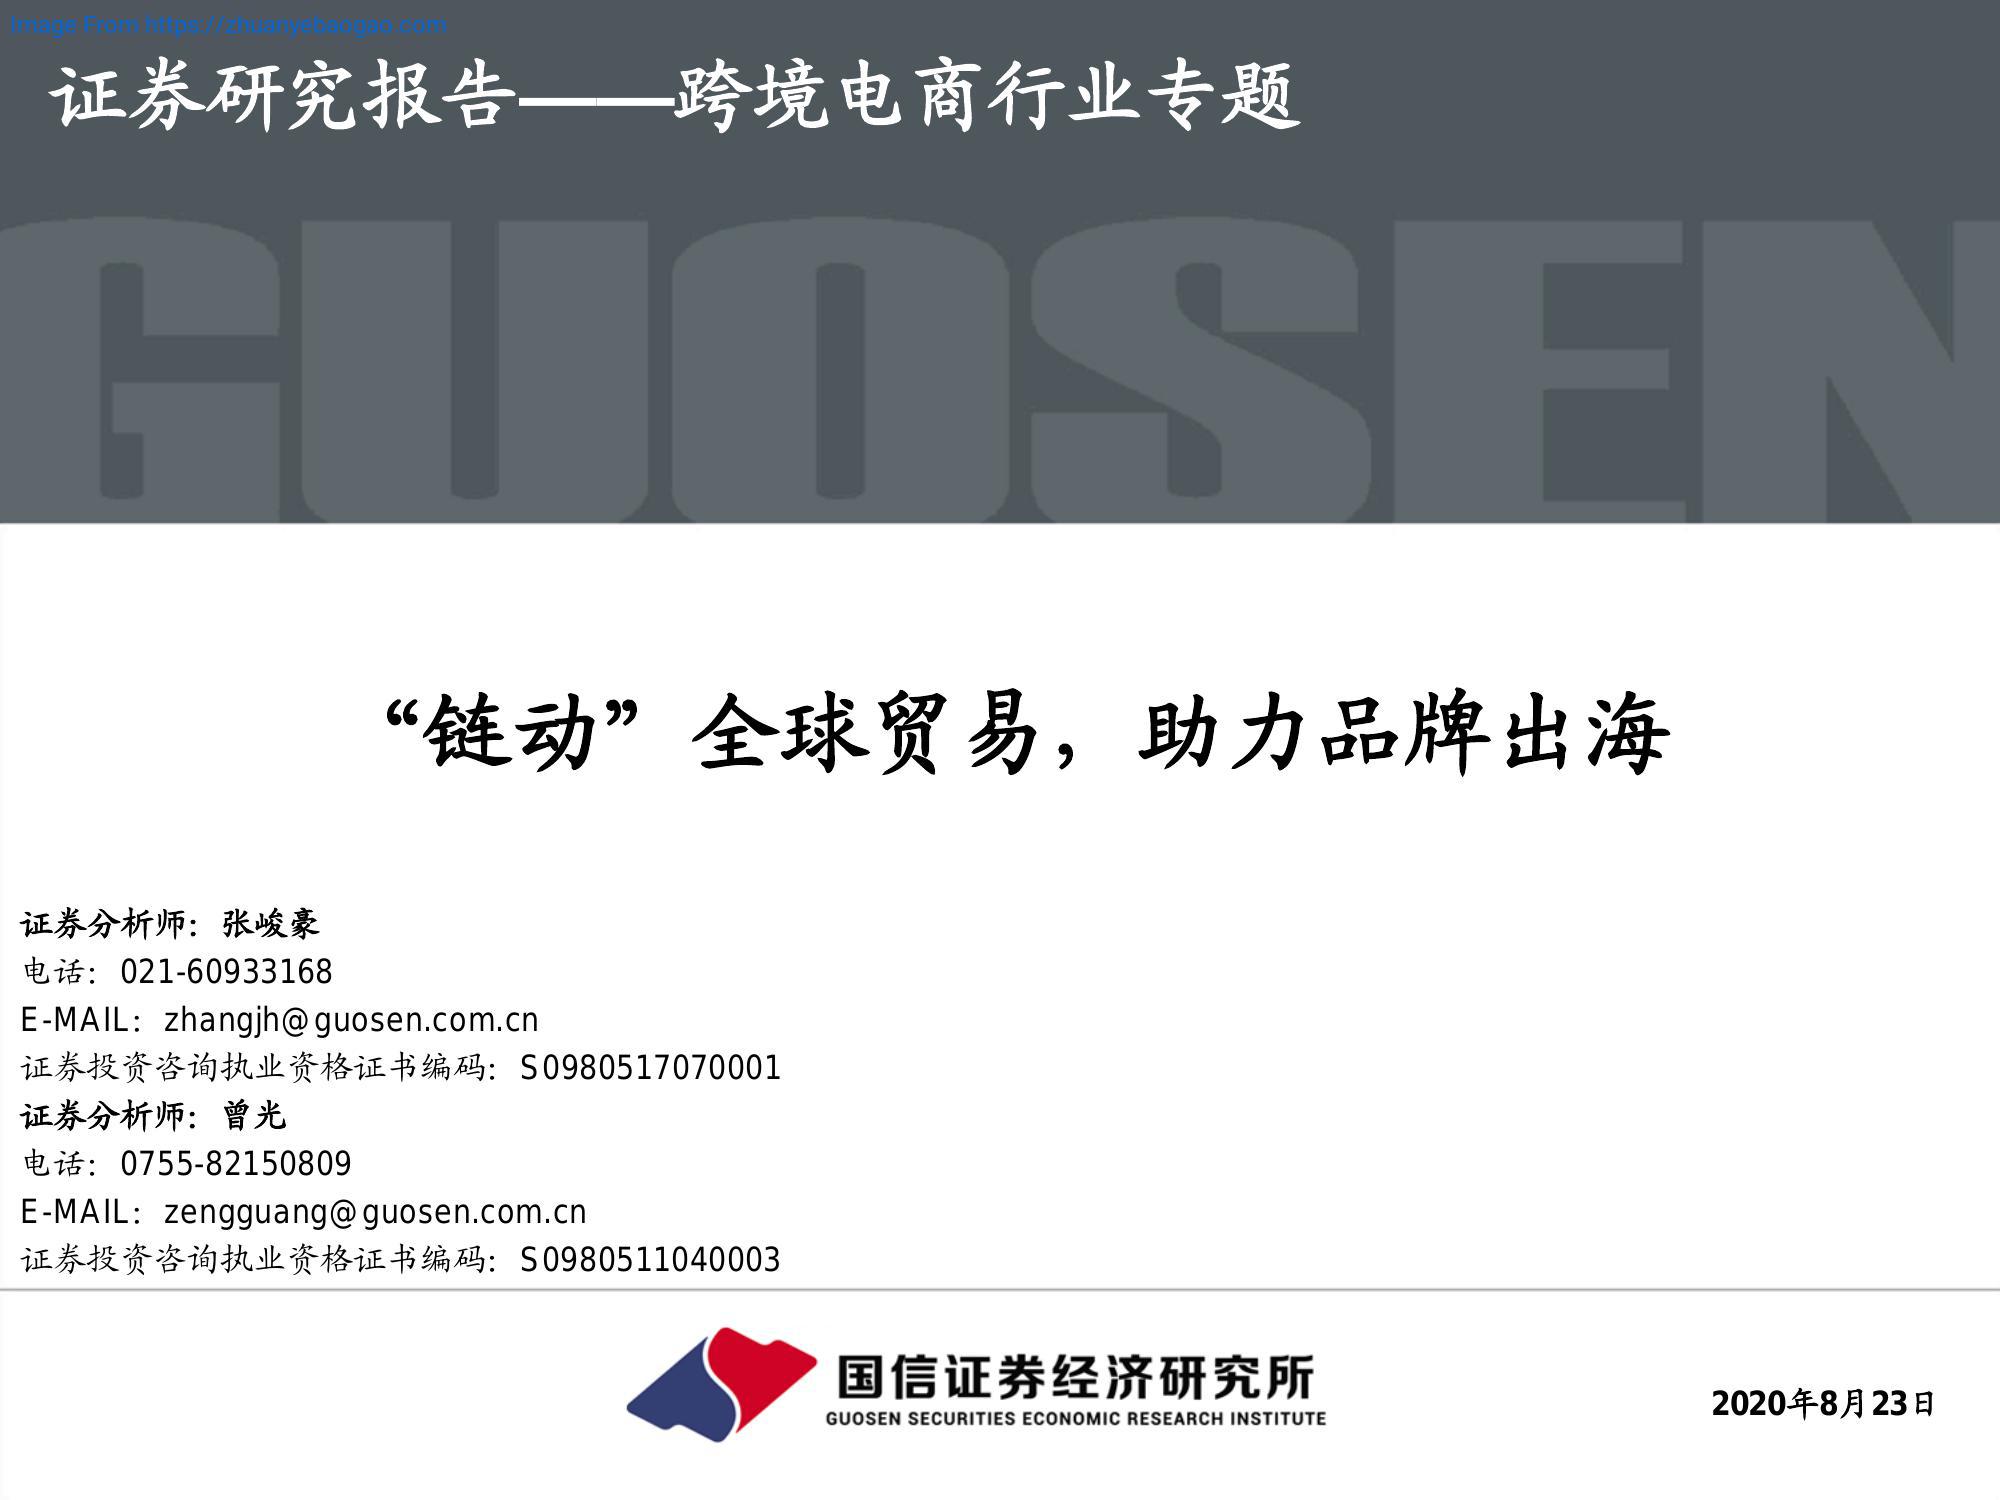 Image From https://zhuanyebaogao.com
证券研究报告——跨境电商行业专题
GUOSEN
“链动”全球贸易，助力品牌出海
证券分析师：张峻豪
电话：021-60933168
E-MAIL：zhangjh@guosen.com.cn
证券投资咨询执业资格证书编码：S0980517070001
证券分析师：曾光
电话：0755-82150809
E-MAIL：zengguang@guosen.com.cn
证券投资咨询执业资格证书编码：S0980511040003
国信证券经济研究所
GUOSEN SECURITIES ECONOMIC RESEARCH INSTITUTE
2020年8月23日